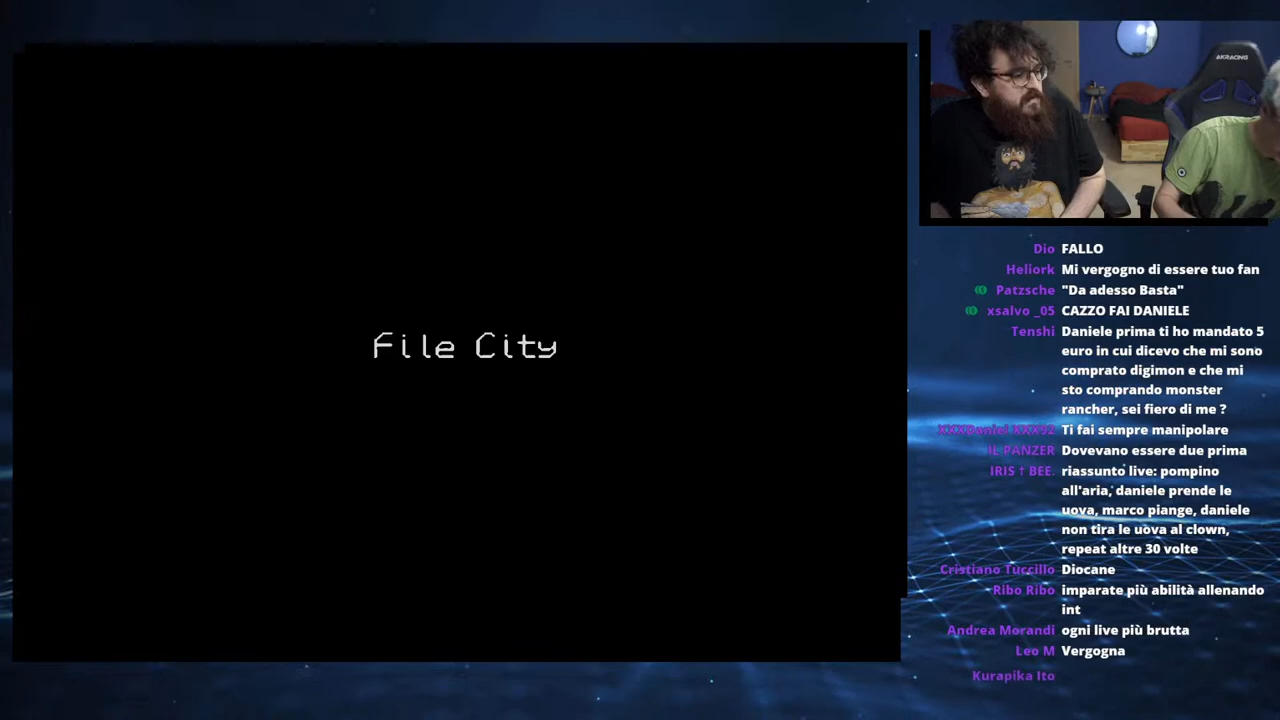 AKRACING
File City
Dio FALLO
Heliork Mi vergogno di essere tuo fan
Patzsche "Da adesso Basta"
xsalvo _05 CAZZO FAI DANIELE
Tenshi Daniele prima ti ho mandato 5
euro in cui dicevo che mi sono
comprato digimon e che mi
sto comprando monster
rancher, sei fiero di me ?
XXXDaniel XXX92 Ti fai sempre manipolare
IL PANZER Dovevano essere due prima
IRIS † BEE. riassunto live: pompino
all'aria, daniele prende le
uova, marco piange, daniele
non tira le uova al clown,
repeat altre 30 volte
Cristiano Tuccillo Diocane
Ribo Ribo imparate più abilità allenando
int
Andrea Morandi ogni live più brutta
Leo M Vergogna
Kurapika Ito